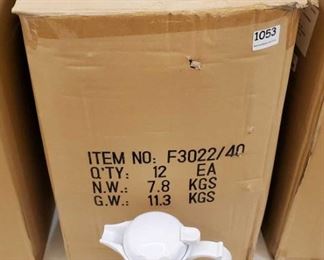 1053
ITEM NO: F3022/40
Q'TY: 12 EA
N.W.: 7.8 KGS
G.W.: 11.3 KGS